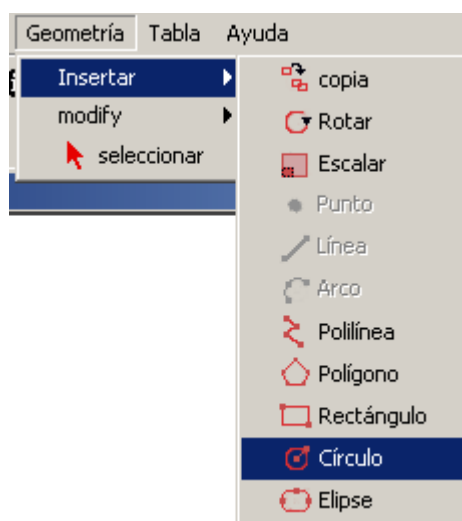 Geometría Tabla Ayuda
Insertar
modify
seleccionar
copia
Rotar
Escalar
Punto
Línea
Arco
Polilínea
Polígono
Rectángulo
Círculo
Elipse